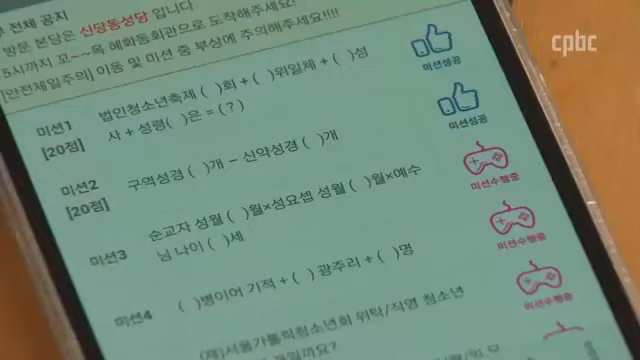 전체 공지
방문 본당은 신당동성당 입니다.
5시까지 꼬~~옥 혜화동회관으로 도착해주세요!
[안전제일주의] 이동 및 미션 중 부상에 주의해주세요!!!!
cpbc
미션1
[20점]
법인청소년축제 ( )회 + ( )위일체 + ( )성
사 + 성령( )은 = ( ? )
미션성공
미션2
[20점]
구약성경 ( )개 – 신약성경 ( )개
미션성공
미션3
순교자 성월 ( )월×성요셉 성월 ( )월×예수
님 나이 ( )세
미션수행중
미션4
( )병이어 기적 + ( ) 광주리 + ( )명
미션수행중
(재)서울가톨릭청소년회 위탁/직영 청소년
미션수행중